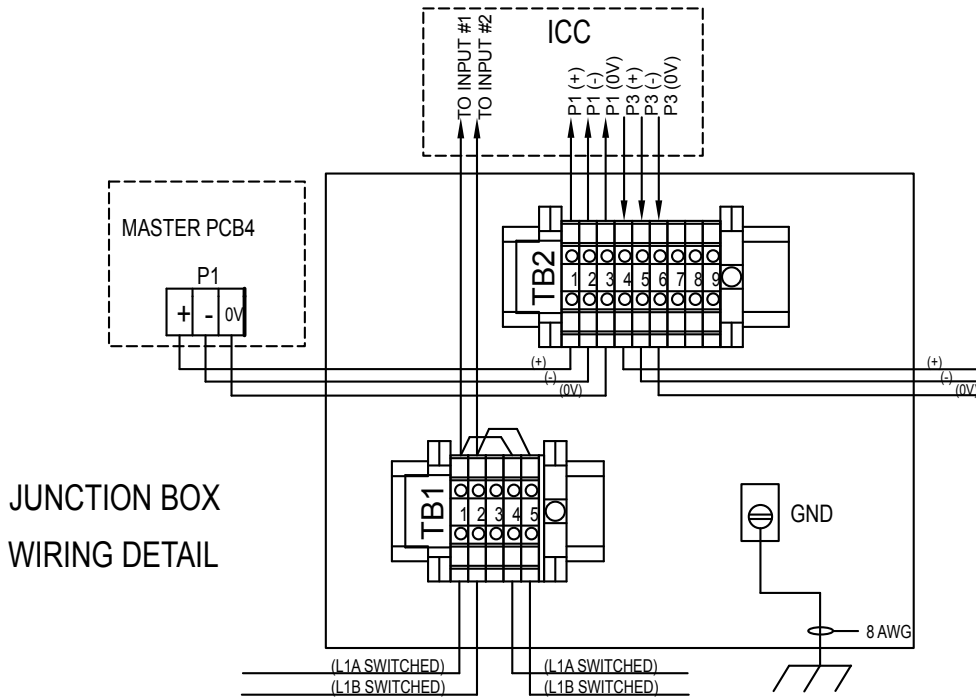 ICC
TO INPUT #1
TO INPUT #2
P1 (+)
P1 (-)
P1 (0V)
P3 (+)
P3 (-)
P3 (0V)
MASTER PCB4
P1
+ - 0V
TB2
1 2 3 4 5 6 7 8 9
(+)
(-)
(0V)
(+)
(-)
(0V)
TB1
1 2 3 4 5
JUNCTION BOX
WIRING DETAIL
GND
8 AWG
(L1A SWITCHED) (L1A SWITCHED)
(L1B SWITCHED) (L1B SWITCHED)